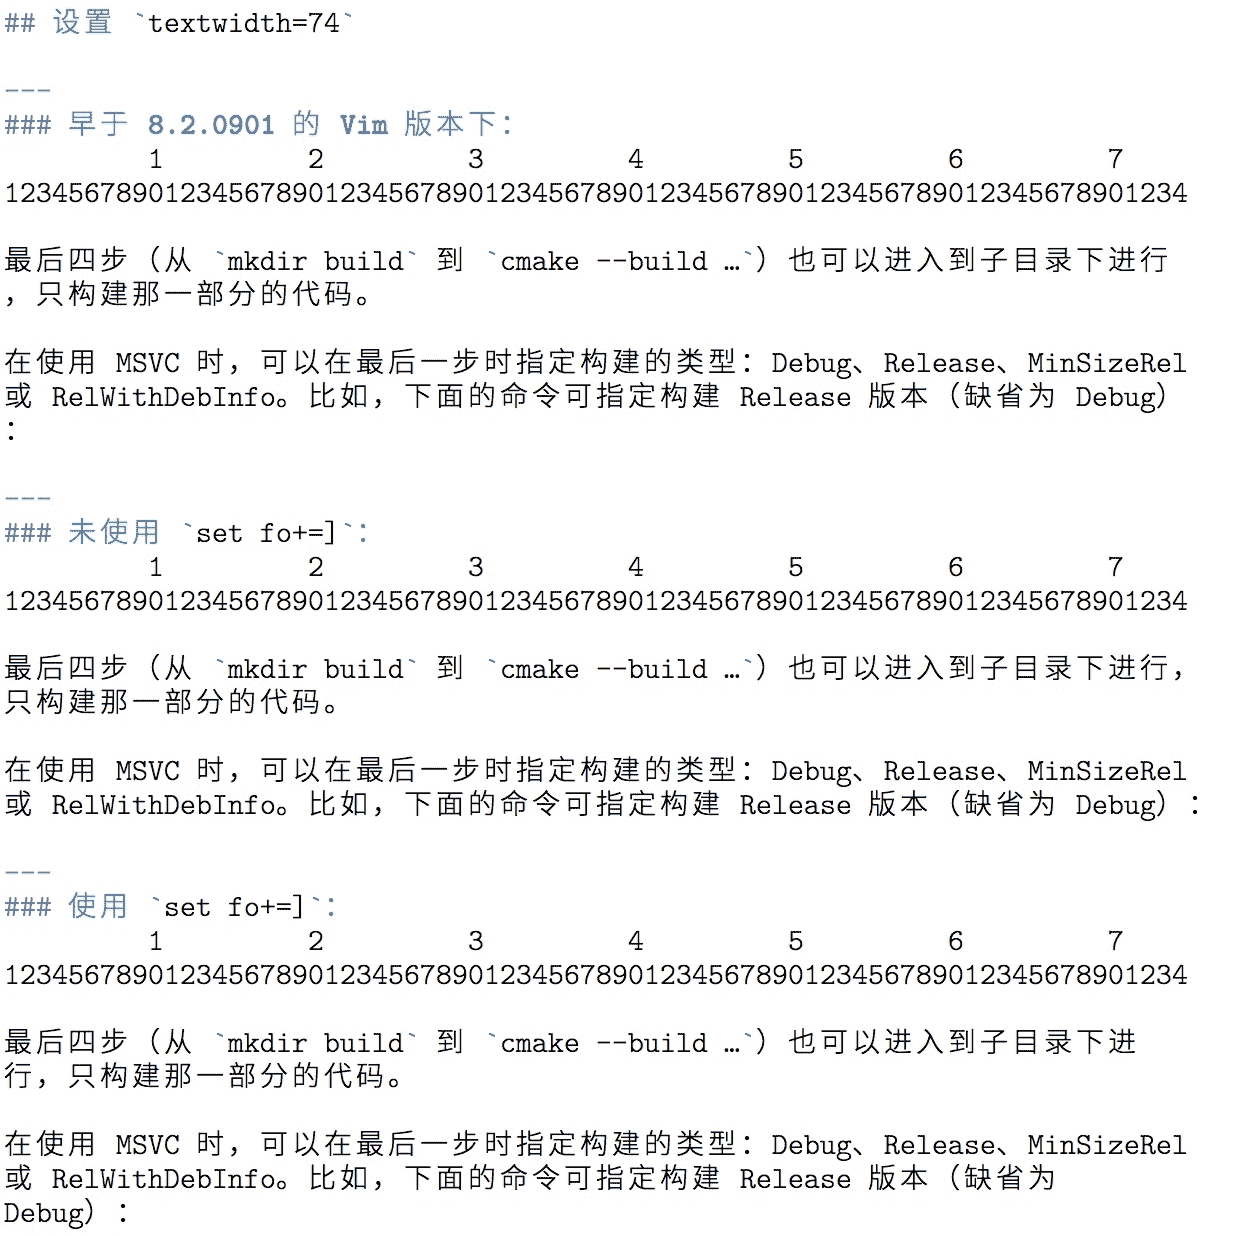 ## 设置 `textwidth=74`
---
### 早于 8.2.0901 的 Vim 版本下：
         1         2         3         4         5         6         7
12345678901234567890123456789012345678901234567890123456789012345678901234
最后四步（从 `mkdir build` 到 `cmake --build …`）也可以进入到子目录下进行
，只构建那一部分的代码。
在使用 MSVC 时，可以在最后一步时指定构建的类型：Debug、Release、MinSizeRel
或 RelWithDebInfo。比如，下面的命令可指定构建 Release 版本（缺省为 Debug）
：
---
### 未使用 `set fo+=]`：
         1         2         3         4         5         6         7
12345678901234567890123456789012345678901234567890123456789012345678901234
最后四步（从 `mkdir build` 到 `cmake --build …`）也可以进入到子目录下进行，
只构建那一部分的代码。
在使用 MSVC 时，可以在最后一步时指定构建的类型：Debug、Release、MinSizeRel
或 RelWithDebInfo。比如，下面的命令可指定构建 Release 版本（缺省为 Debug）：
---
### 使用 `set fo+=]`：
         1         2         3         4         5         6         7
12345678901234567890123456789012345678901234567890123456789012345678901234
最后四步（从 `mkdir build` 到 `cmake --build …`）也可以进入到子目录下进
行，只构建那一部分的代码。
在使用 MSVC 时，可以在最后一步时指定构建的类型：Debug、Release、MinSizeRel
或 RelWithDebInfo。比如，下面的命令可指定构建 Release 版本（缺省为
Debug）：